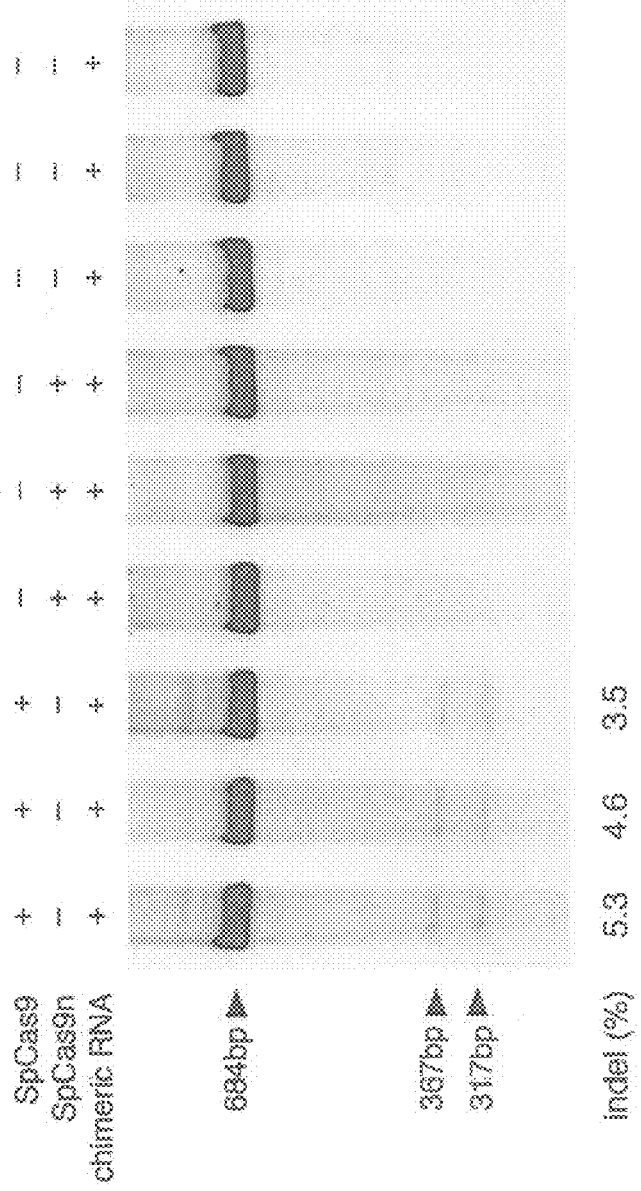 SpCas9 + + + – – – – – –
SpCas9n – – – + + + – – –
chimeric RNA + + + + + + + + +
684bp
367bp
317bp
indel (%) 5.3 4.6 3.5